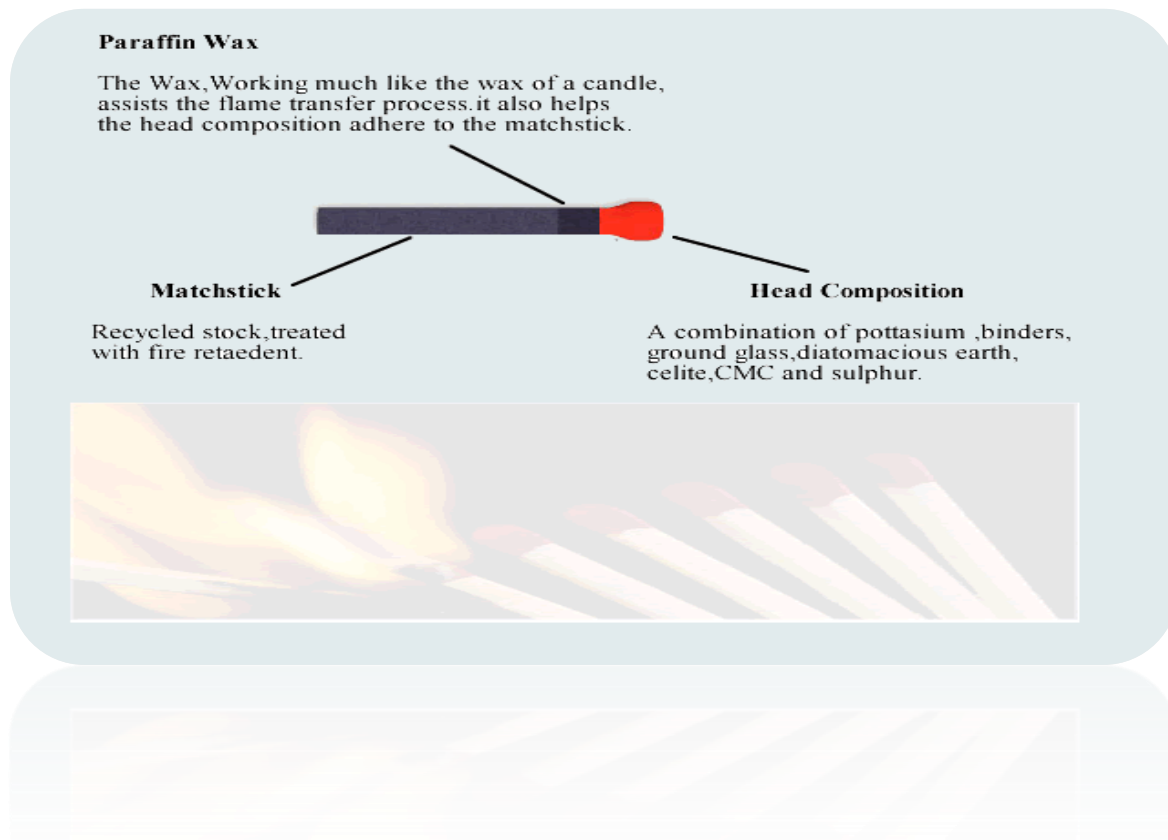 Paraffin Wax
The Wax,Working much like the wax of a candle,
assists the flame transfer process.it also helps
the head composition adhere to the matchstick.
Matchstick
Recycled stock,treated
with fire retaedent.
Head Composition
A combination of pottasium ,binders,
ground glass,diatomacious earth,
celite,CMC and sulphur.